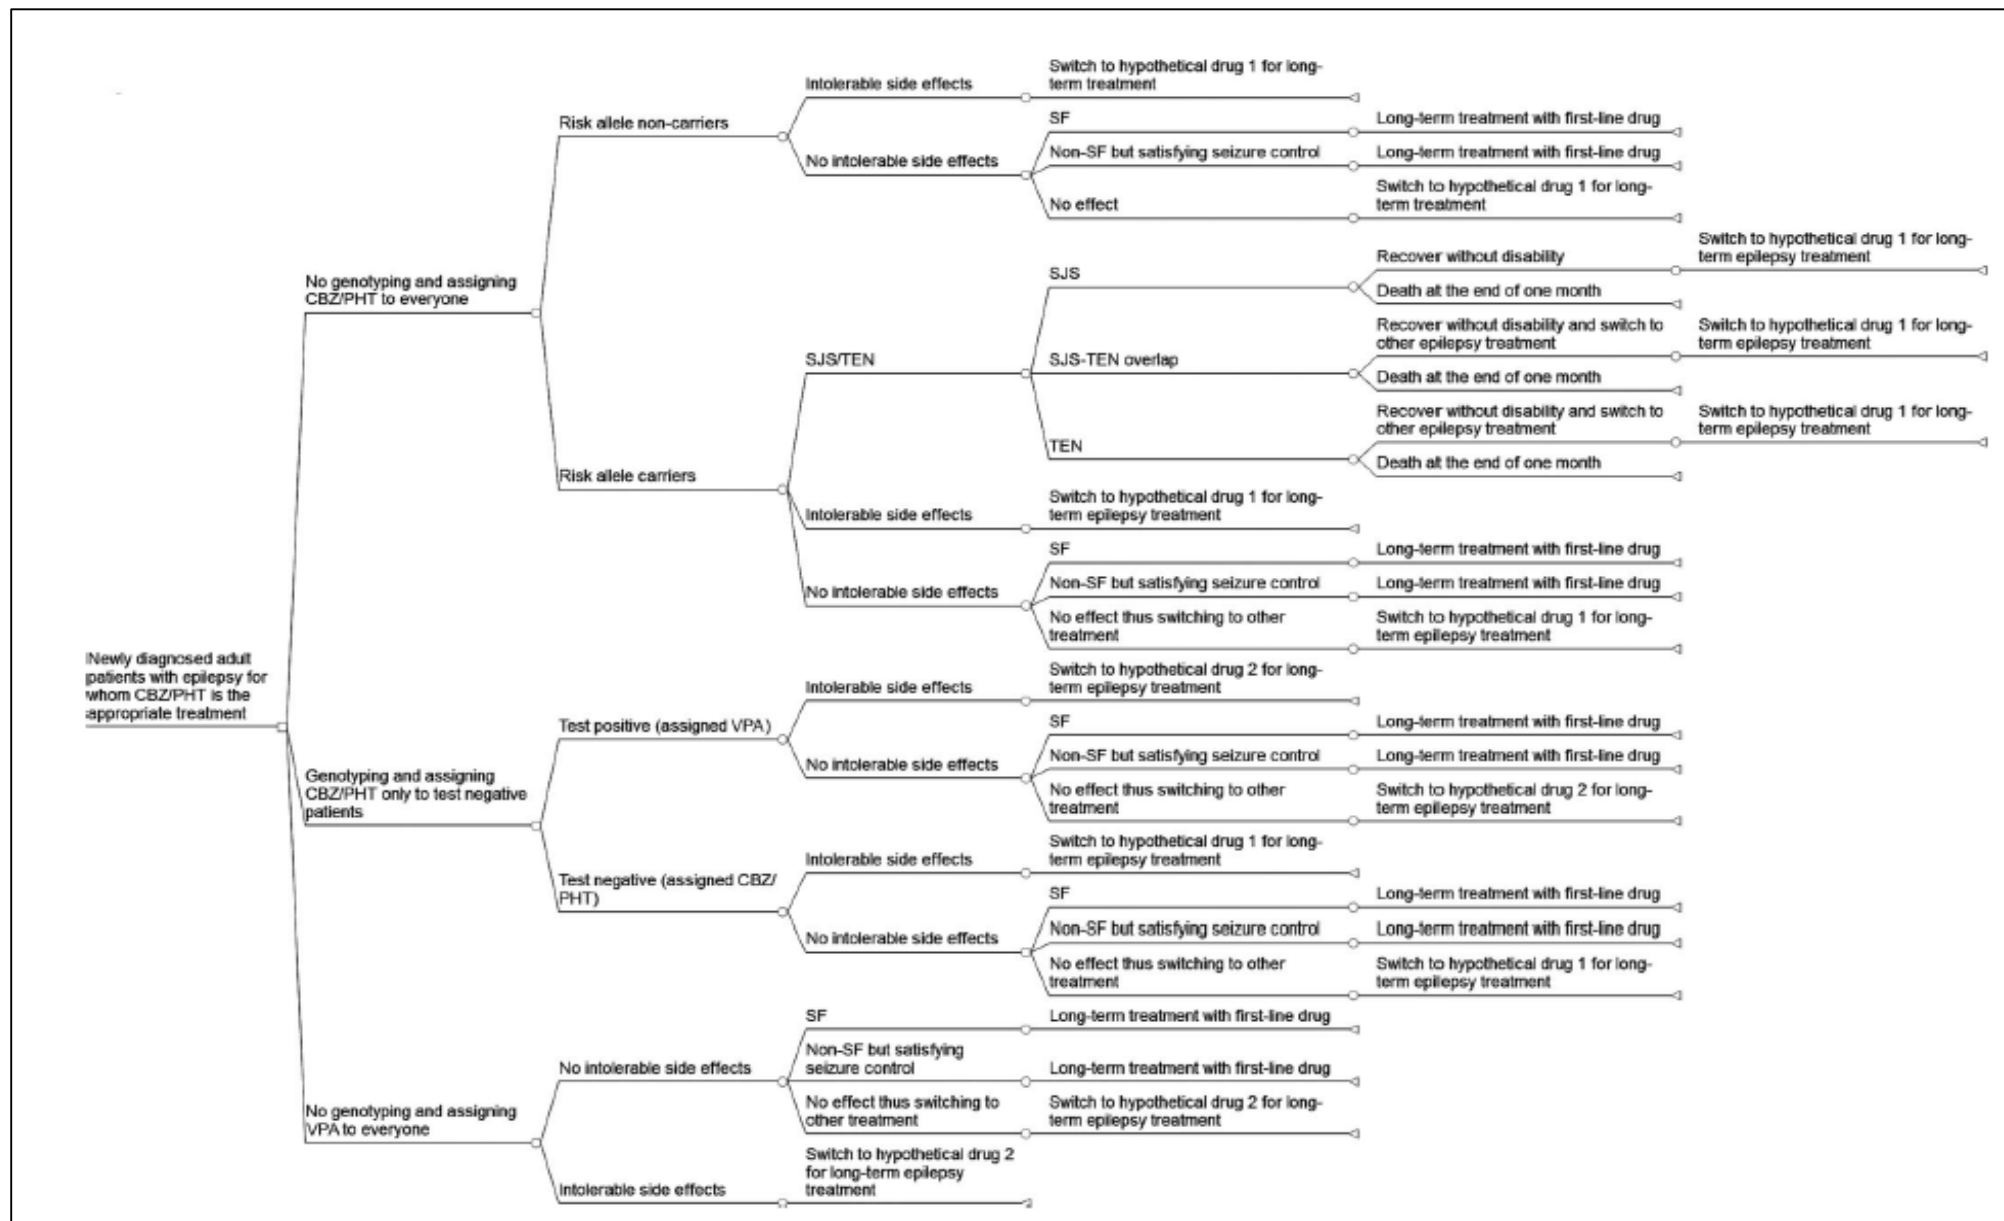 Newly diagnosed adult
patients with epilepsy for
whom CBZ/PHT is the
appropriate treatment
No genotyping and assigning
CBZ/PHT to everyone
Risk allele non-carriers
Intolerable side effects
Switch to hypothetical drug 1 for long-
term treatment
No intolerable side effects
SF
Long-term treatment with first-line drug
Non-SF but satisfying seizure control
Long-term treatment with first-line drug
No effect
Switch to hypothetical drug 1 for long-
term treatment
Risk allele carriers
SJS/TEN
SJS
Recover without disability
Switch to hypothetical drug 1 for long-
term epilepsy treatment
Death at the end of one month
SJS-TEN overlap
Recover without disability and switch to
other epilepsy treatment
Switch to hypothetical drug 1 for long-
term epilepsy treatment
Death at the end of one month
TEN
Recover without disability and switch to
other epilepsy treatment
Switch to hypothetical drug 1 for long-
term epilepsy treatment
Death at the end of one month
Intolerable side effects
Switch to hypothetical drug 1 for long-
term epilepsy treatment
No intolerable side effects
SF
Long-term treatment with first-line drug
Non-SF but satisfying seizure control
Long-term treatment with first-line drug
No effect thus switching to other
treatment
Switch to hypothetical drug 1 for long-
term epilepsy treatment
Genotyping and assigning
CBZ/PHT only to test negative
patients
Test positive (assigned VPA)
Intolerable side effects
Switch to hypothetical drug 2 for long-
term epilepsy treatment
No intolerable side effects
SF
Long-term treatment with first-line drug
Non-SF but satisfying seizure control
Long-term treatment with first-line drug
No effect thus switching to other
treatment
Switch to hypothetical drug 2 for long-
term epilepsy treatment
Test negative (assigned CBZ/
PHT)
Intolerable side effects
Switch to hypothetical drug 1 for long-
term epilepsy treatment
No intolerable side effects
SF
Long-term treatment with first-line drug
Non-SF but satisfying seizure control
Long-term treatment with first-line drug
No effect thus switching to other
treatment
Switch to hypothetical drug 1 for long-
term epilepsy treatment
No genotyping and assigning
VPA to everyone
No intolerable side effects
SF
Long-term treatment with first-line drug
Non-SF but satisfying
seizure control
Long-term treatment with first-line drug
No effect thus switching to
other treatment
Switch to hypothetical drug 2 for long-
term epilepsy treatment
Intolerable side effects
Switch to hypothetical drug 2
for long-term epilepsy
treatment